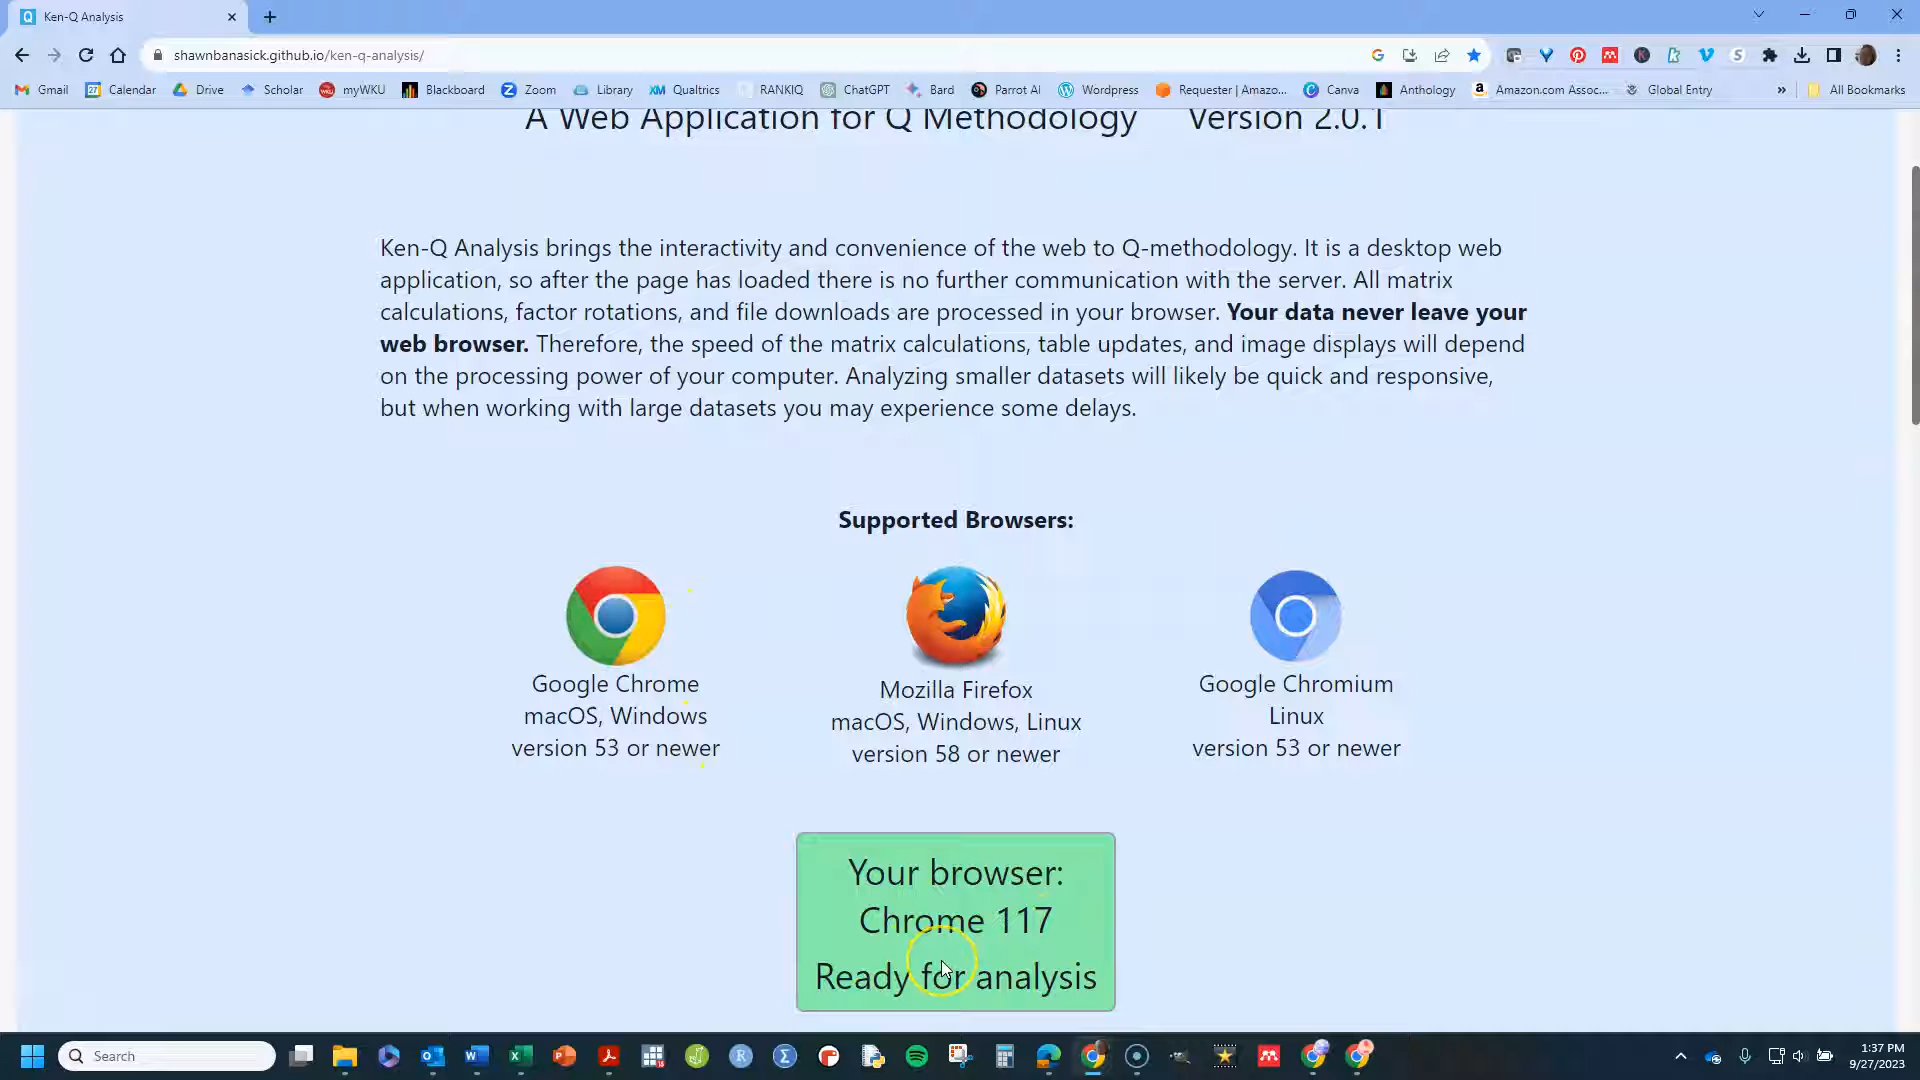 Ken-Q Analysis
shawnbanasick.github.io/ken-q-analysis/
Gmail
Calendar
Drive
Scholar
myWKU
Blackboard
Zoom
Library
Qualtrics
RANKIQ
ChatGPT
Bard
Parrot AI
Wordpress
Requester | Amazo...
Canva
Anthology
Amazon.com Assoc...
Global Entry
All Bookmarks
A Web Application for Q Methodology Version 2.0.1
Ken-Q Analysis brings the interactivity and convenience of the web to Q-methodology. It is a desktop web
application, so after the page has loaded there is no further communication with the server. All matrix
calculations, factor rotations, and file downloads are processed in your browser. Your data never leave your
web browser. Therefore, the speed of the matrix calculations, table updates, and image displays will depend
on the processing power of your computer. Analyzing smaller datasets will likely be quick and responsive,
but when working with large datasets you may experience some delays.
Supported Browsers:
Google Chrome
macOS, Windows
version 53 or newer
Mozilla Firefox
macOS, Windows, Linux
version 58 or newer
Google Chromium
Linux
version 53 or newer
Your browser:
Chrome 117
Ready for analysis
Search
1:37 PM
9/27/2023